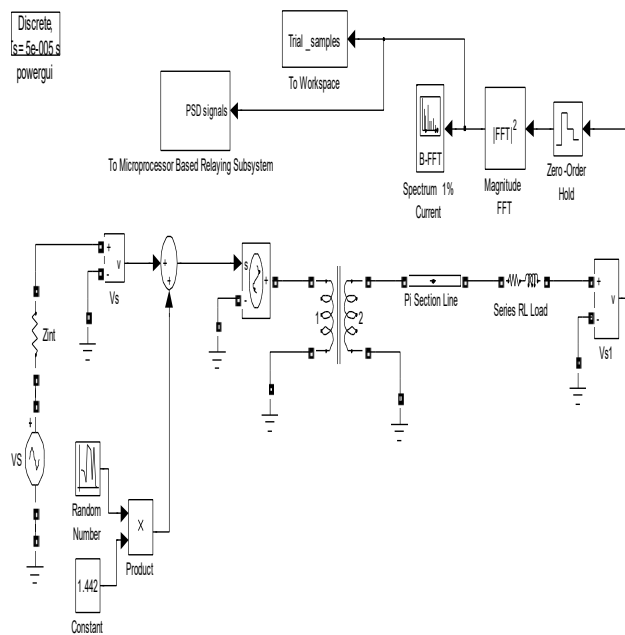 Discrete,
s= 5e-005 s
powergui
Trial _samples
To Workspace
PSD signals
To Microprocessor Based Relaying Subsystem
B-FFT
Spectrum 1%
Current
|FFT| 2
Magnitude
FFT
Zero -Order
Hold
+
-
v
Vs
+
+
s
-
+
1
2
Pi Section Line
Series RL Load
+
-
v
Vs1
Zint
+
VS
Random
Number
X
Product
1.442
Constant